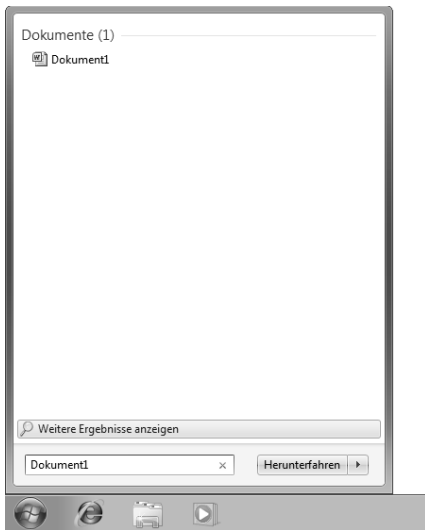 Dokumente (1)
Dokument1
Weitere Ergebnisse anzeigen
Dokument1
Herunterfahren